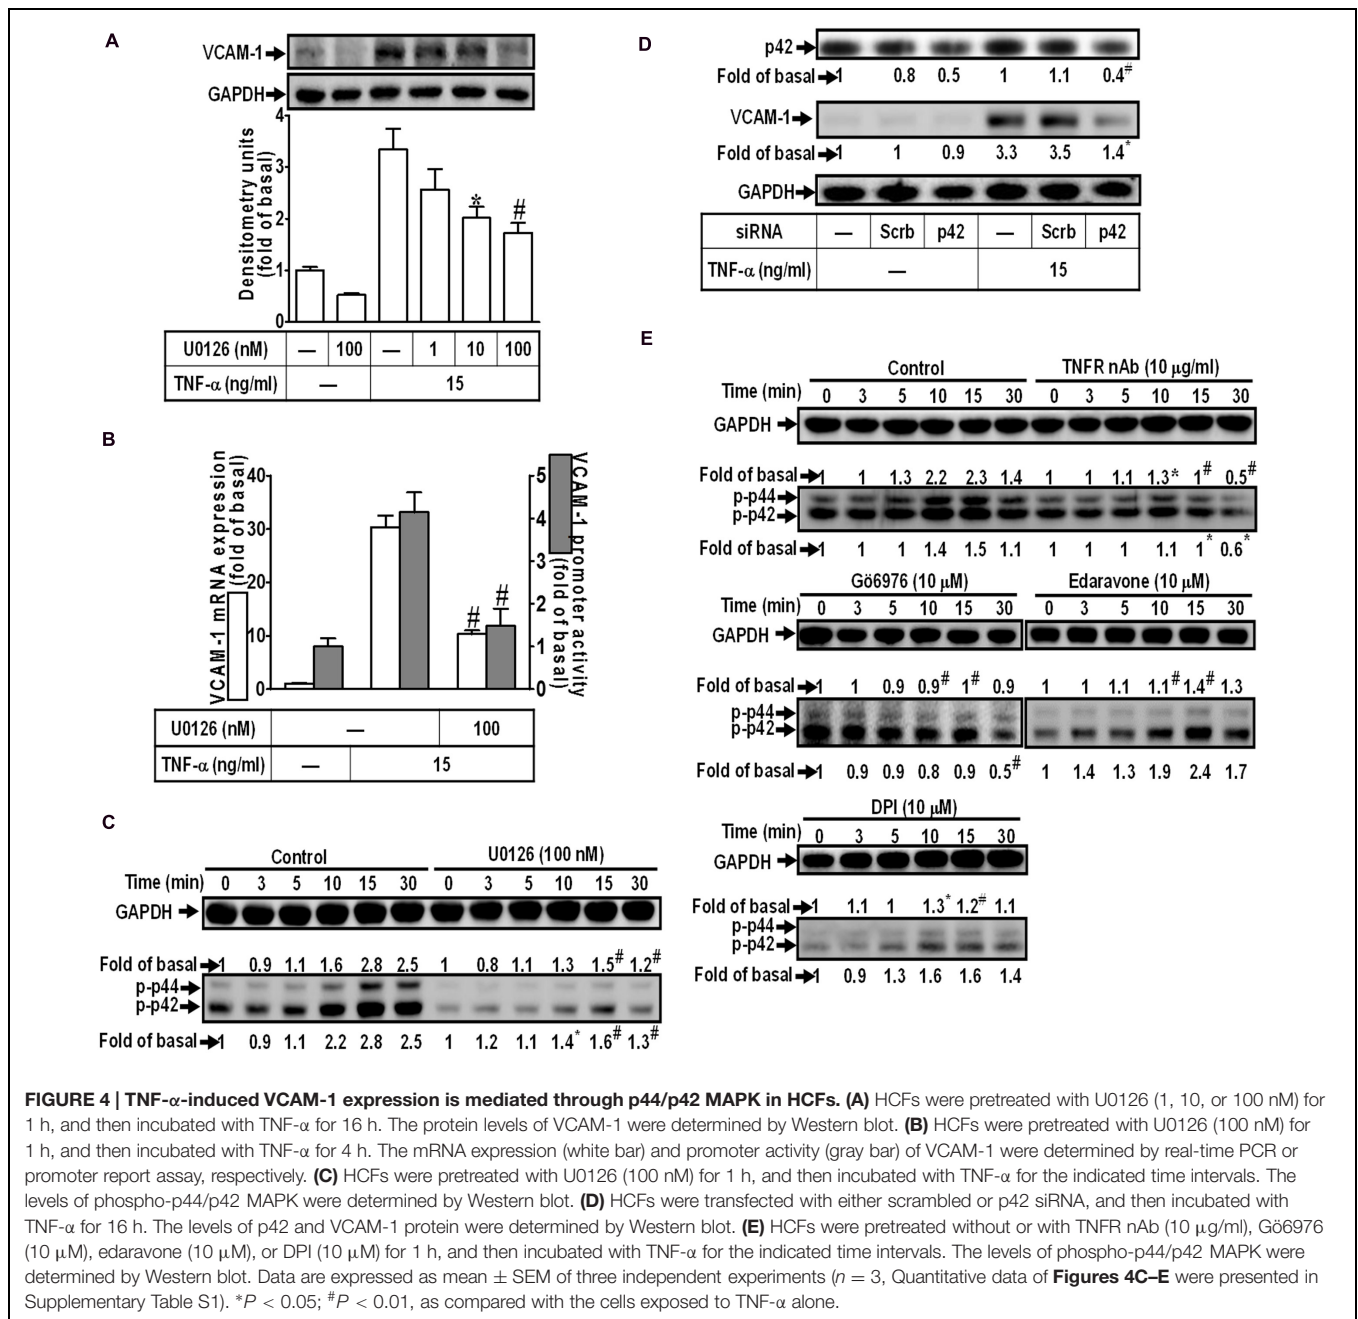 A
VCAM-1
GAPDH
4
3
2
1
0
Densitometry units
(fold of basal)
*
#
U0126 (nM) — 100 — 1 10 100
TNF-α (ng/ml) — 15
B
VCAM-1 mRNA expression
(fold of basal)
40
30
20
10
0
VCAM-1 promoter activity
(fold of basal)
5
4
3
2
1
0
#
#
U0126 (nM) — 100
TNF-α (ng/ml) — 15
C
Control U0126 (100 nM)
Time (min) 0 3 5 10 15 30 0 3 5 10 15 30
GAPDH
Fold of basal 1 0.9 1.1 1.6 2.8 2.5 1 0.8 1.1 1.3 1.5# 1.2#
p-p44
p-p42
Fold of basal 1 0.9 1.1 2.2 2.8 2.5 1 1.2 1.1 1.4* 1.6# 1.3#
D
p42
Fold of basal 1 0.8 0.5 1 1.1 0.4#
VCAM-1
Fold of basal 1 1 0.9 3.3 3.5 1.4*
GAPDH
siRNA — Scrb p42 — Scrb p42
TNF-α (ng/ml) — 15
E
Control TNFR nAb (10 μg/ml)
Time (min) 0 3 5 10 15 30 0 3 5 10 15 30
GAPDH
Fold of basal 1 1 1.3 2.2 2.3 1.4 1 1 1.1 1.3* 1# 0.5#
p-p44
p-p42
Fold of basal 1 1 1 1.4 1.5 1.1 1 1 1 1.1 1* 0.6*
Gö6976 (10 μM) Edaravone (10 μM)
Time (min) 0 3 5 10 15 30 0 3 5 10 15 30
GAPDH
Fold of basal 1 1 0.9 0.9# 1# 0.9 1 1 1.1 1.1# 1.4# 1.3
p-p44
p-p42
Fold of basal 1 0.9 0.9 0.8 0.9 0.5# 1 1.4 1.3 1.9 2.4 1.7
DPI (10 μM)
Time (min) 0 3 5 10 15 30
GAPDH
Fold of basal 1 1.1 1 1.3* 1.2# 1.1
p-p44
p-p42
Fold of basal 1 0.9 1.3 1.6 1.6 1.4
FIGURE 4 | TNF-α-induced VCAM-1 expression is mediated through p44/p42 MAPK in HCFs. (A) HCFs were pretreated with U0126 (1, 10, or 100 nM) for
1 h, and then incubated with TNF-α for 16 h. The protein levels of VCAM-1 were determined by Western blot. (B) HCFs were pretreated with U0126 (100 nM) for
1 h, and then incubated with TNF-α for 4 h. The mRNA expression (white bar) and promoter activity (gray bar) of VCAM-1 were determined by real-time PCR or
promoter report assay, respectively. (C) HCFs were pretreated with U0126 (100 nM) for 1 h, and then incubated with TNF-α for the indicated time intervals. The
levels of phospho-p44/p42 MAPK were determined by Western blot. (D) HCFs were transfected with either scrambled or p42 siRNA, and then incubated with
TNF-α for 16 h. The levels of p42 and VCAM-1 protein were determined by Western blot. (E) HCFs were pretreated without or with TNFR nAb (10 μg/ml), Gö6976
(10 μM), edaravone (10 μM), or DPI (10 μM) for 1 h, and then incubated with TNF-α for the indicated time intervals. The levels of phospho-p44/p42 MAPK were
determined by Western blot. Data are expressed as mean ± SEM of three independent experiments (n = 3, Quantitative data of Figures 4C–E were presented in
Supplementary Table S1). *P < 0.05; #P < 0.01, as compared with the cells exposed to TNF-α alone.